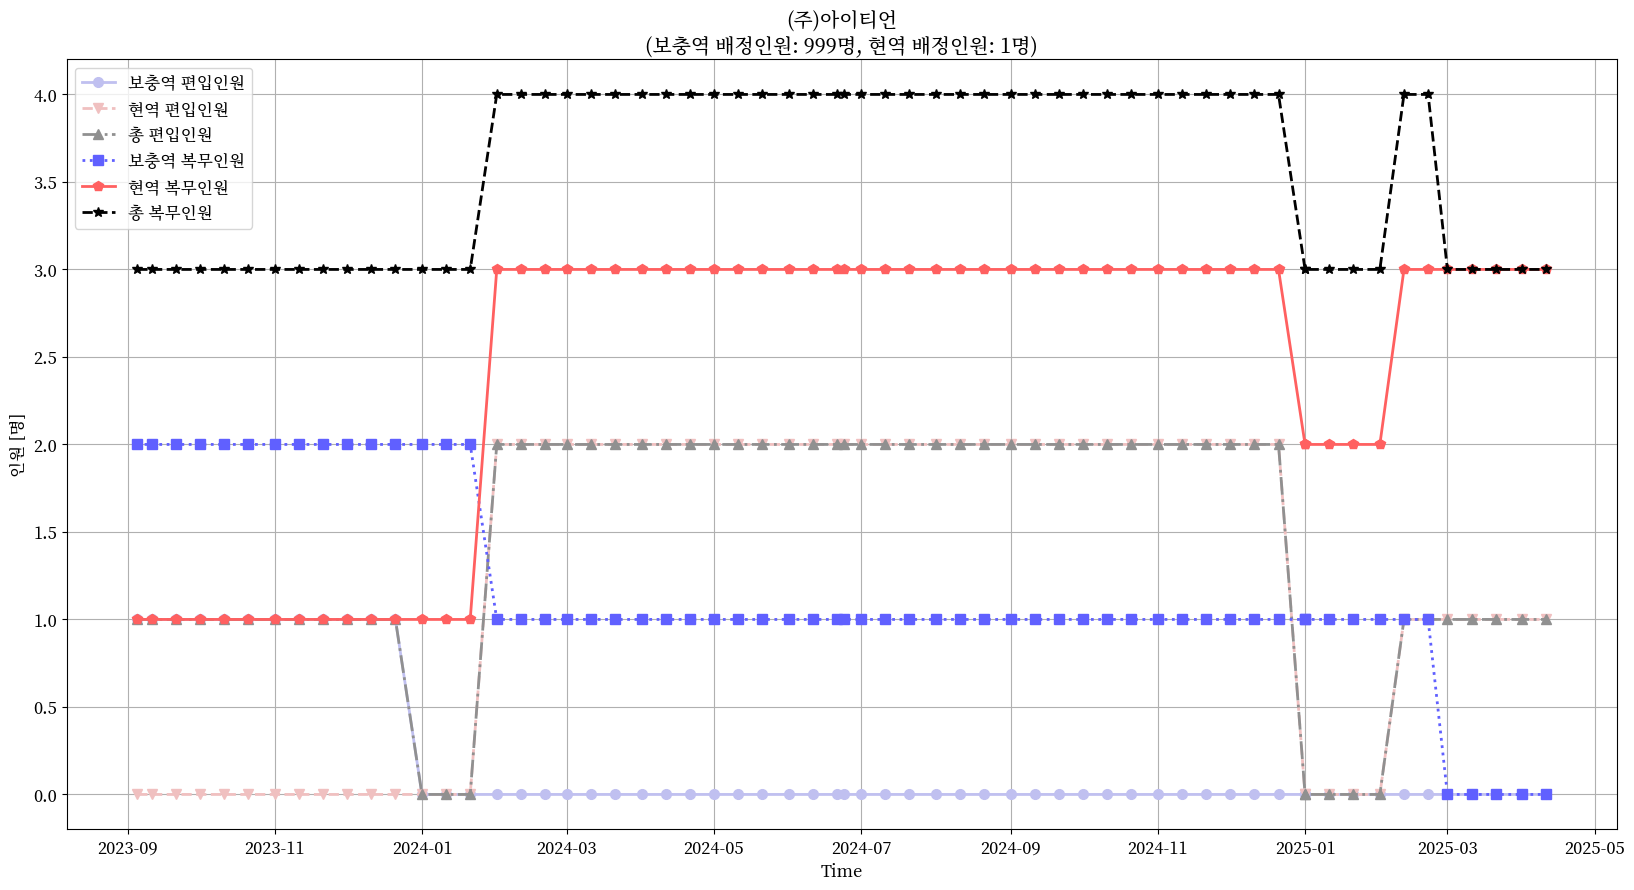 (주)아이티언
(보충역 배정인원: 999명, 현역 배정인원: 1명)
보충역 편입인원
현역 편입인원
총 편입인원
보충역 복무인원
현역 복무인원
총 복무인원
4.0
3.5
3.0
2.5
2.0
1.5
1.0
0.5
0.0
인원 [명]
2023-09 2023-11 2024-01 2024-03 2024-05 2024-07 2024-09 2024-11 2025-01 2025-03 2025-05
Time